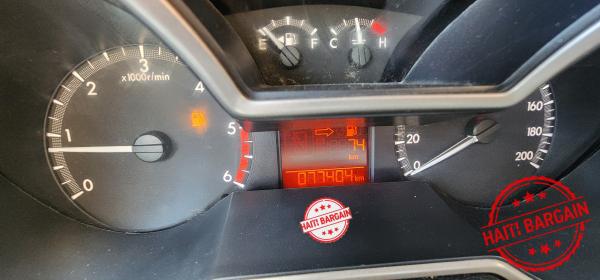 E F C H
0 1 2 3 4 5 6
x1000r/min
74
km
077404 km
0 20 160 180 200
HAITI BARGAIN
HAITI BARGAIN